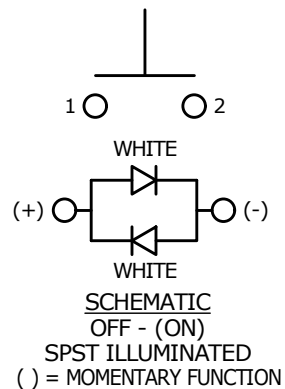 1 2
WHITE
(+) (-)
WHITE
SCHEMATIC
OFF - (ON)
SPST ILLUMINATED
( ) = MOMENTARY FUNCTION